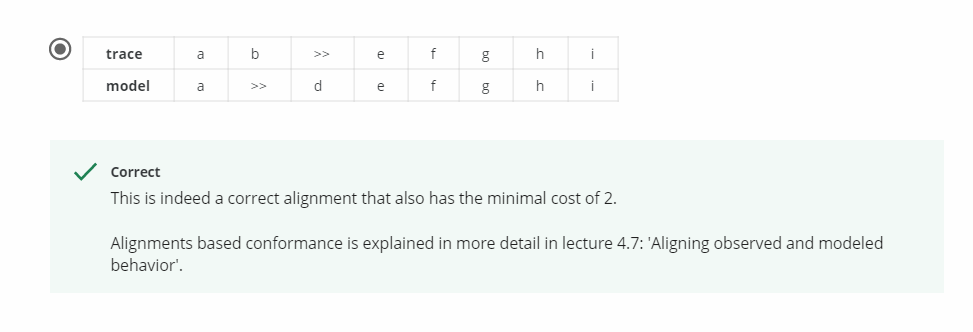 trace a b >> e f g h i
model a >> d e f g h i
Correct
This is indeed a correct alignment that also has the minimal cost of 2.
Alignments based conformance is explained in more detail in lecture 4.7: 'Aligning observed and modeled
behavior'.